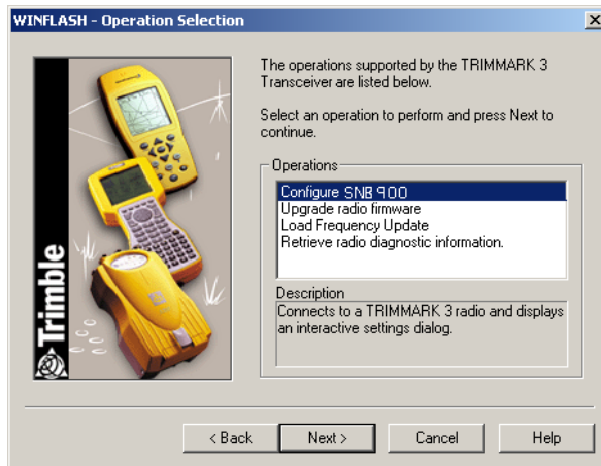 WINFLASH - Operation Selection
The operations supported by the TRIMMARK 3
Transceiver are listed below.
Select an operation to perform and press Next to
continue.
Operations
Configure SNB 900
Upgrade radio firmware
Load Frequency Update
Retrieve radio diagnostic information.
Description
Connects to a TRIMMARK 3 radio and displays
an interactive settings dialog.
Trimble
< Back
Next >
Cancel
Help